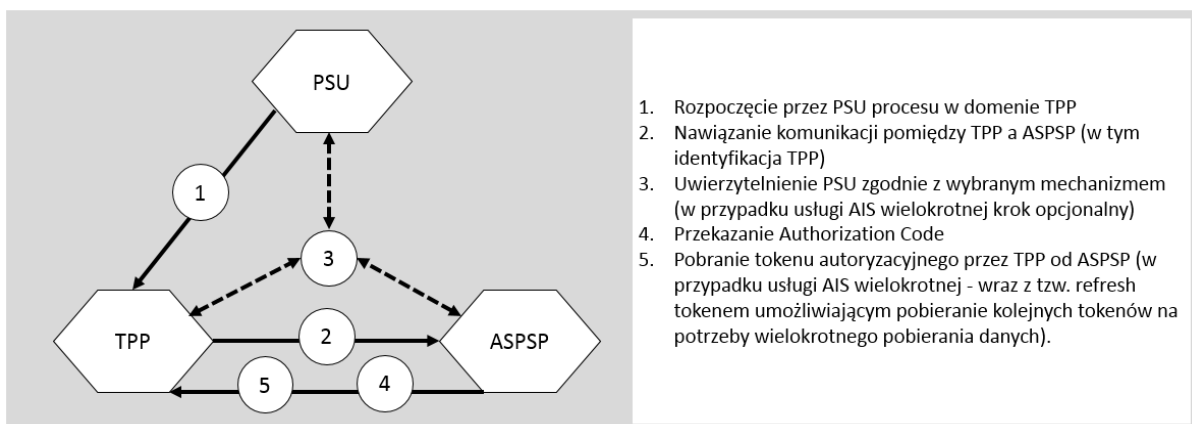 PSU
1
3
TPP
2
ASPSP
5
4
1. Rozpoczęcie przez PSU procesu w domenie TPP
2. Nawiązanie komunikacji pomiędzy TPP a ASPSP (w tym
identyfikacja TPP)
3. Uwierzytelnienie PSU zgodnie z wybranym mechanizmem
(w przypadku usługi AIS wielokrotnej krok opcjonalny)
4. Przekazanie Authorization Code
5. Pobranie tokenu autoryzacyjnego przez TPP od ASPSP (w
przypadku usługi AIS wielokrotnej - wraz z tzw. refresh
tokenem umożliwiającym pobieranie kolejnych tokenów na
potrzeby wielokrotnego pobierania danych).